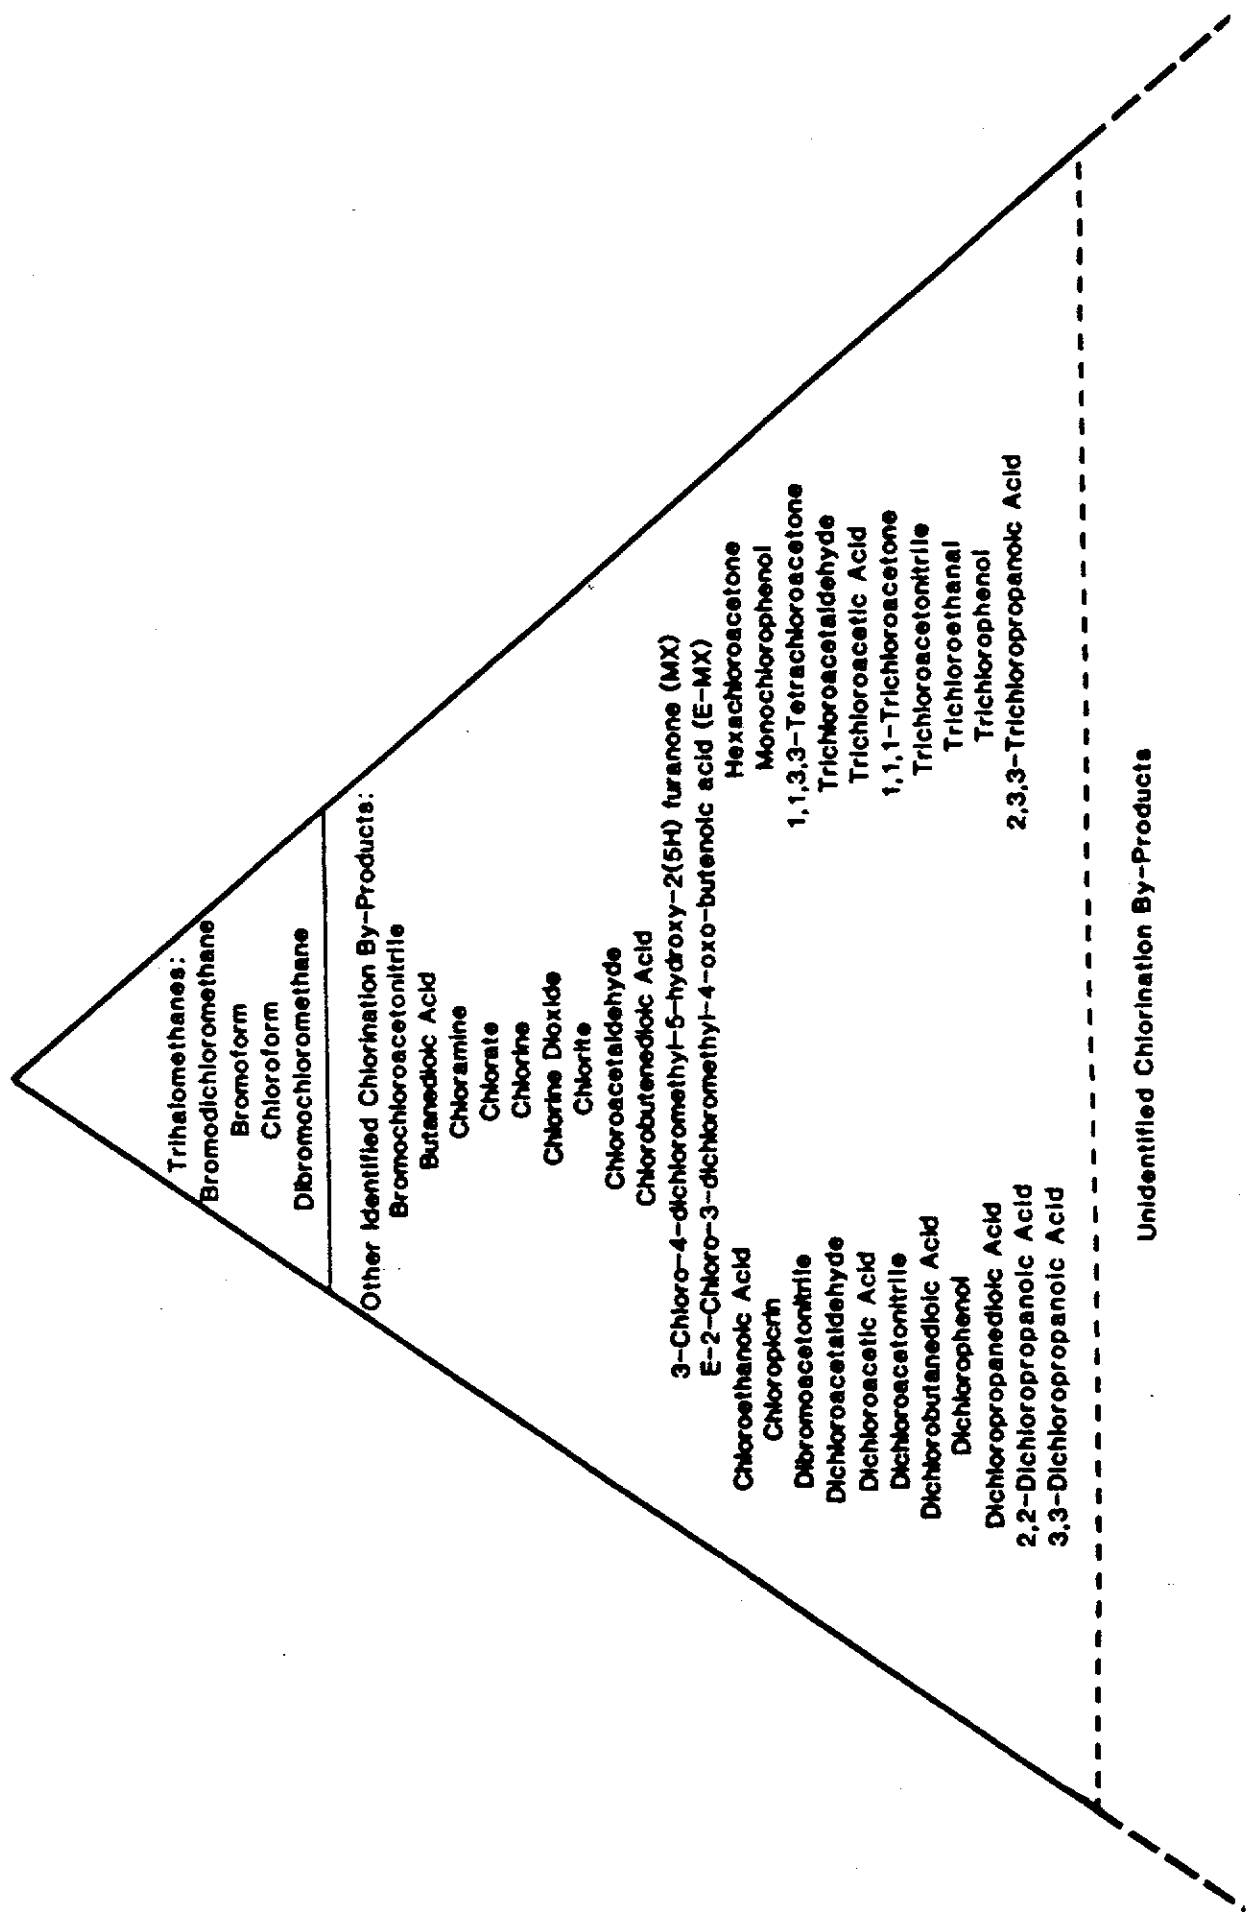 Trihalomethanes:
Bromodichloromethane
Bromoform
Chloroform
Dibromochloromethane
Other Identified Chlorination By-Products:
Bromochloroacetonitrile
Butanedioic Acid
Chloramine
Chlorate
Chlorine
Chlorine Dioxide
Chlorite
Chloroacetaldehyde
Chlorobutenedioic Acid
3-Chloro-4-dichloromethyl-5-hydroxy-2(5H) furanone (MX)
E-2-Chloro-3-dichloromethyl-4-oxo-butenoic acid (E-MX)
Chloroethanoic Acid
Chloropicrin
Dibromoacetonitrite
Dichloroacetaldehyde
Dichloroacetic Acid
Dichloroacetonitrile
Dichlorobutanedioic Acid
Dichlorophenol
Dichloropropanedioic Acid
2,2-Dichloropropanoic Acid
3,3-Dichloropropanoic Acid
Hexachloroacetone
Monochlorophenol
1,1,3,3-Tetrachloroacetone
Trichloroacetaldehyde
Trichloroacetic Acid
1,1,1-Trichloroacetone
Trichloroacetonitrile
Trichloroethanal
Trichlorophenol
2,3,3-Trichloropropanoic Acid
Unidentified Chlorination By-Products